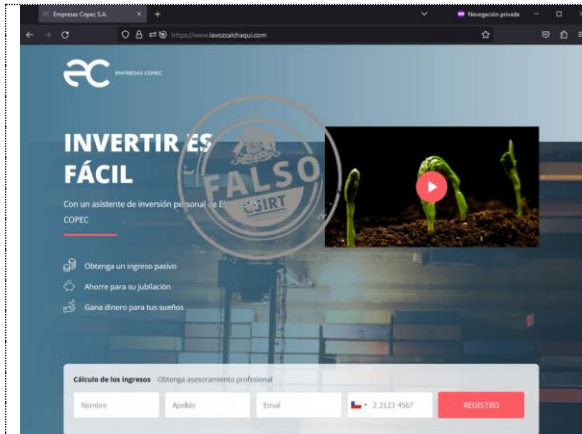 Empresas Copec S.A.
Navegación privada
https://www.lavozcalchaqui.com
EMPRESAS COPEC
INVERTIR ES
FÁCIL
Con un asistente de inversión personal de
COPEC
FALSO
CSIRT
Obtenga un ingreso pasivo
Ahorre para su jubilación
Gana dinero para tus sueños
Cálculo de los ingresos Obtenga asesoramiento profesional
Nombre
Apellido
Email
2 2123 4567
REGISTRO